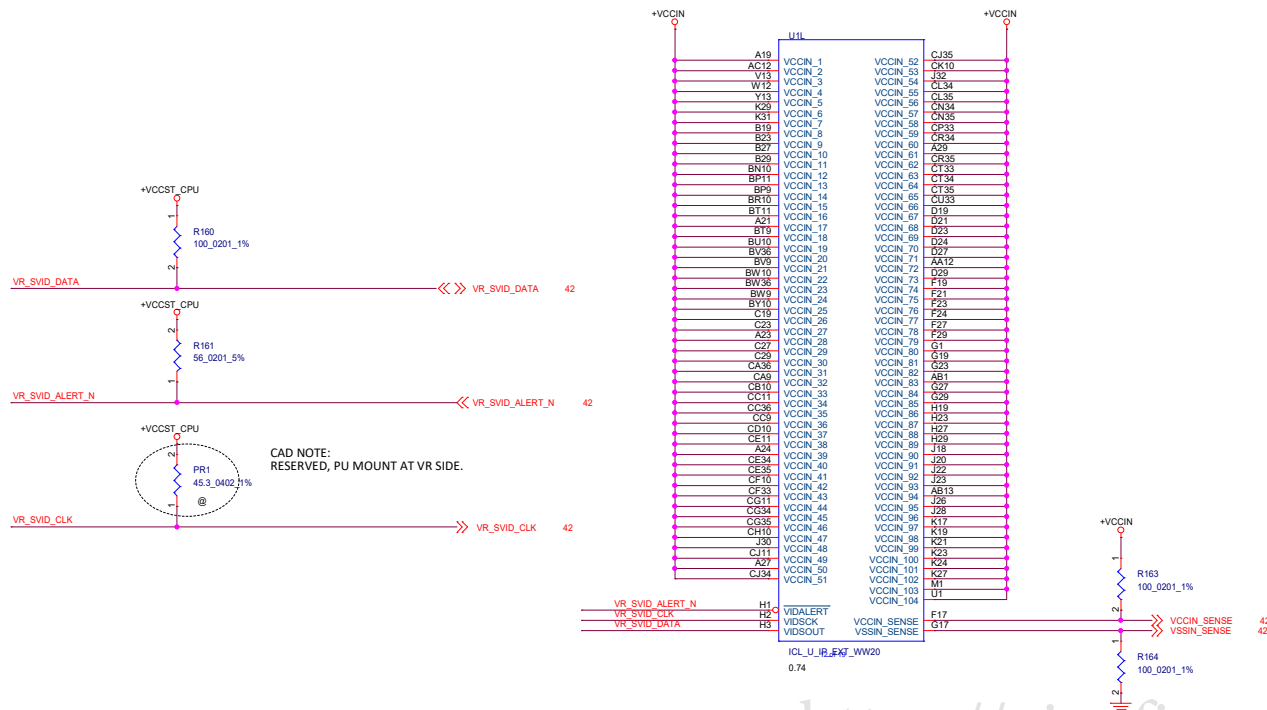 +VCCST_CPU
1
R160
100_0201_1%
2
VR_SVID_DATA
VR_SVID_DATA 42
+VCCST_CPU
2
R161
56_0201_5%
1
VR_SVID_ALERT_N
VR_SVID_ALERT_N 42
+VCCST_CPU
2
PR1
45.3_0402_1%
@
1
CAD NOTE:
RESERVED, PU MOUNT AT VR SIDE.
VR_SVID_CLK
VR_SVID_CLK 42
+VCCIN
+VCCIN
U1L
A19 VCCIN_1
AC12 VCCIN_2
V13 VCCIN_3
W12 VCCIN_4
Y13 VCCIN_5
K29 VCCIN_6
K31 VCCIN_7
B19 VCCIN_8
B23 VCCIN_9
B27 VCCIN_10
B29 VCCIN_11
BN10 VCCIN_12
BP11 VCCIN_13
BP9 VCCIN_14
BR10 VCCIN_15
BT11 VCCIN_16
A21 VCCIN_17
BT9 VCCIN_18
BU10 VCCIN_19
BV36 VCCIN_20
BV9 VCCIN_21
BW10 VCCIN_22
BW36 VCCIN_23
BW9 VCCIN_24
BY10 VCCIN_25
C19 VCCIN_26
C23 VCCIN_27
A23 VCCIN_28
C27 VCCIN_29
C29 VCCIN_30
CA36 VCCIN_31
CA9 VCCIN_32
CB10 VCCIN_33
CC11 VCCIN_34
CC36 VCCIN_35
CC9 VCCIN_36
CD10 VCCIN_37
CE11 VCCIN_38
A24 VCCIN_39
CE34 VCCIN_40
CE35 VCCIN_41
CF10 VCCIN_42
CF33 VCCIN_43
CG11 VCCIN_44
CG34 VCCIN_45
CG35 VCCIN_46
CH10 VCCIN_47
J30 VCCIN_48
CJ11 VCCIN_49
A27 VCCIN_50
CJ34 VCCIN_51
VCCIN_52 CJ35
VCCIN_53 CK10
VCCIN_54 J32
VCCIN_55 CL34
VCCIN_56 CL35
VCCIN_57 CN34
VCCIN_58 CN35
VCCIN_59 CP33
VCCIN_60 CR34
VCCIN_61 A29
VCCIN_62 CR35
VCCIN_63 CT33
VCCIN_64 CT34
VCCIN_65 CT35
VCCIN_66 CU33
VCCIN_67 D19
VCCIN_68 D21
VCCIN_69 D23
VCCIN_70 D24
VCCIN_71 D27
VCCIN_72 AA12
VCCIN_73 D29
VCCIN_74 F19
VCCIN_75 F21
VCCIN_76 F23
VCCIN_77 F24
VCCIN_78 F27
VCCIN_79 F29
VCCIN_80 G1
VCCIN_81 G19
VCCIN_82 G23
VCCIN_83 AB1
VCCIN_84 G27
VCCIN_85 G29
VCCIN_86 H19
VCCIN_87 H23
VCCIN_88 H27
VCCIN_89 H29
VCCIN_90 J18
VCCIN_91 J20
VCCIN_92 J22
VCCIN_93 J23
VCCIN_94 AB13
VCCIN_95 J26
VCCIN_96 J28
VCCIN_97 K17
VCCIN_98 K19
VCCIN_99 K21
VCCIN_100 K23
VCCIN_101 K24
VCCIN_102 K27
VCCIN_103 M1
VCCIN_104 U1
VR_SVID_ALERT_N H1 VIDALERT
VR_SVID_CLK H2 VIDSCK
VR_SVID_DATA H3 VIDSOUT
VCCIN_SENSE F17
VSSIN_SENSE G17
ICL_U_IP_EXT_WW20
0.74
+VCCIN
1
R163
100_0201_1%
2
VCCIN_SENSE 42
VSSIN_SENSE 42
1
R164
100_0201_1%
2